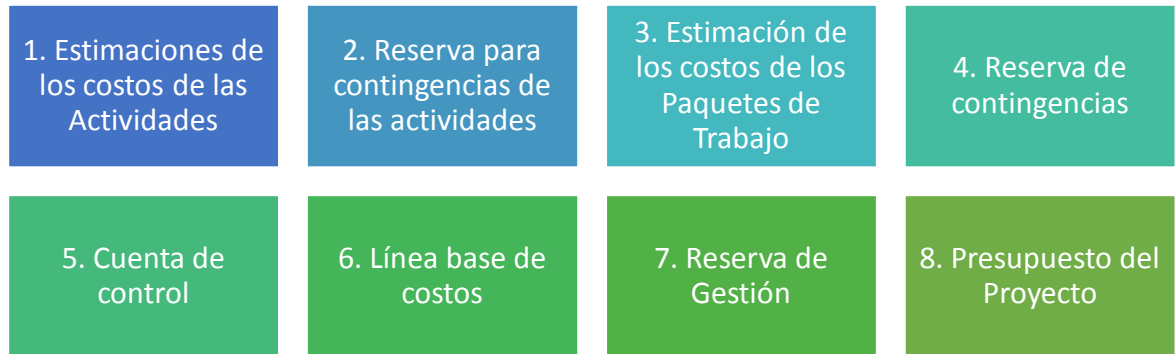 1. Estimaciones de
los costos de las
Actividades
2. Reserva para
contingencias de
las actividades
3. Estimación de
los costos de los
Paquetes de
Trabajo
4. Reserva de
contingencias
5. Cuenta de
control
6. Línea base de
costos
7. Reserva de
Gestión
8. Presupuesto del
Proyecto